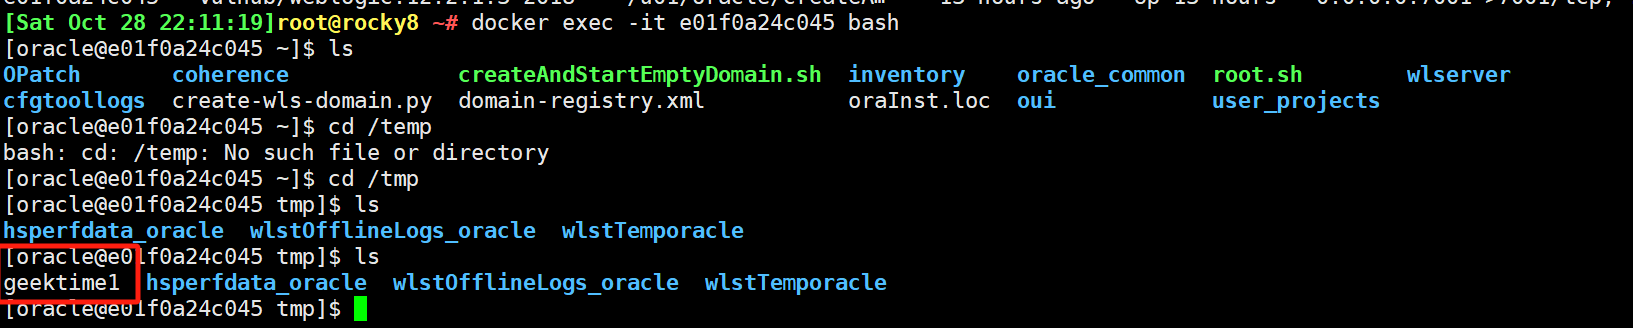 [Sat Oct 28 22:11:19]root@rocky8 ~# docker exec -it e01f0a24c045 bash
[oracle@e01f0a24c045 ~]$ ls
OPatch coherence createAndStartEmptyDomain.sh inventory oracle_common root.sh wlserver
cfgtoollogs create-wls-domain.py domain-registry.xml oraInst.loc oui user_projects
[oracle@e01f0a24c045 ~]$ cd /temp
bash: cd: /temp: No such file or directory
[oracle@e01f0a24c045 ~]$ cd /tmp
[oracle@e01f0a24c045 tmp]$ ls
hsperfdata_oracle wlstOfflineLogs_oracle wlstTemporacle
[oracle@e01f0a24c045 tmp]$ ls
geektime1 hsperfdata_oracle wlstOfflineLogs_oracle wlstTemporacle
[oracle@e01f0a24c045 tmp]$